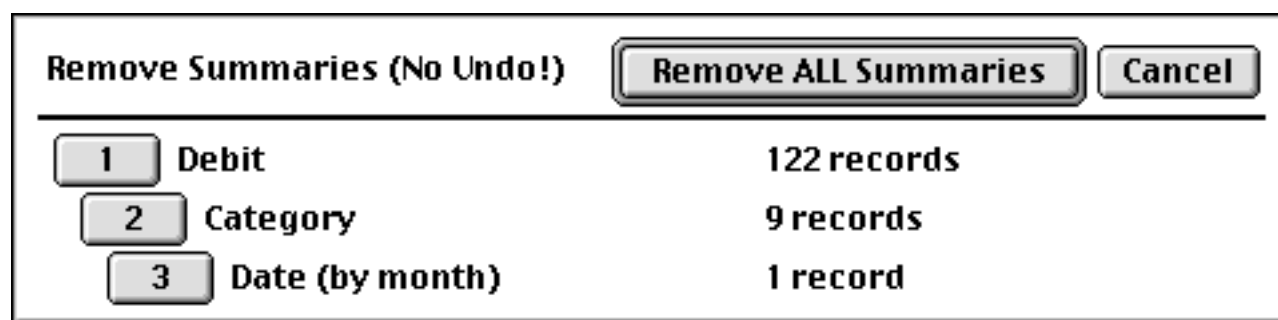 Remove Summaries (No Undo!) Remove ALL Summaries Cancel
1 Debit 122 records
2 Category 9 records
3 Date (by month) 1 record